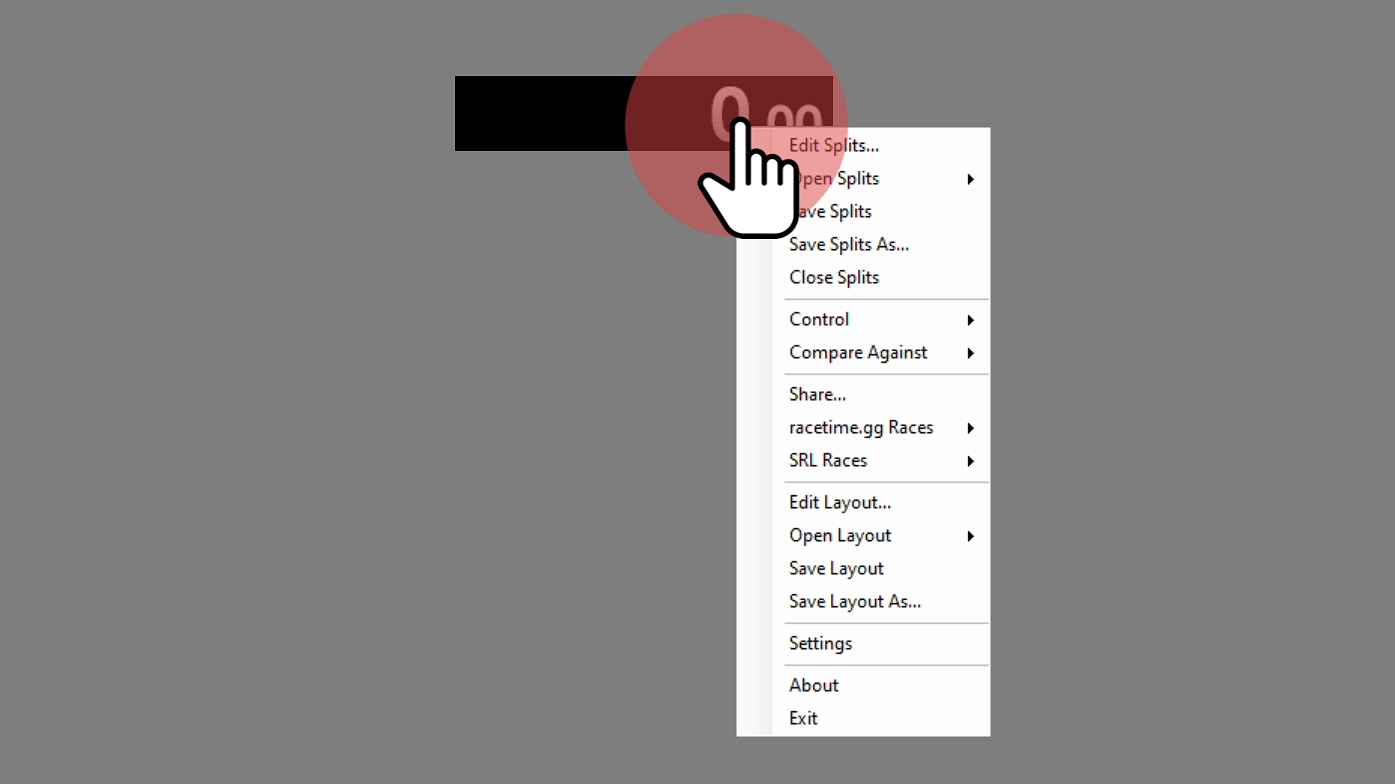 0.00
Edit Splits...
Open Splits
Save Splits
Save Splits As...
Close Splits
Control
Compare Against
Share...
racetime.gg Races
SRL Races
Edit Layout...
Open Layout
Save Layout
Save Layout As...
Settings
About
Exit